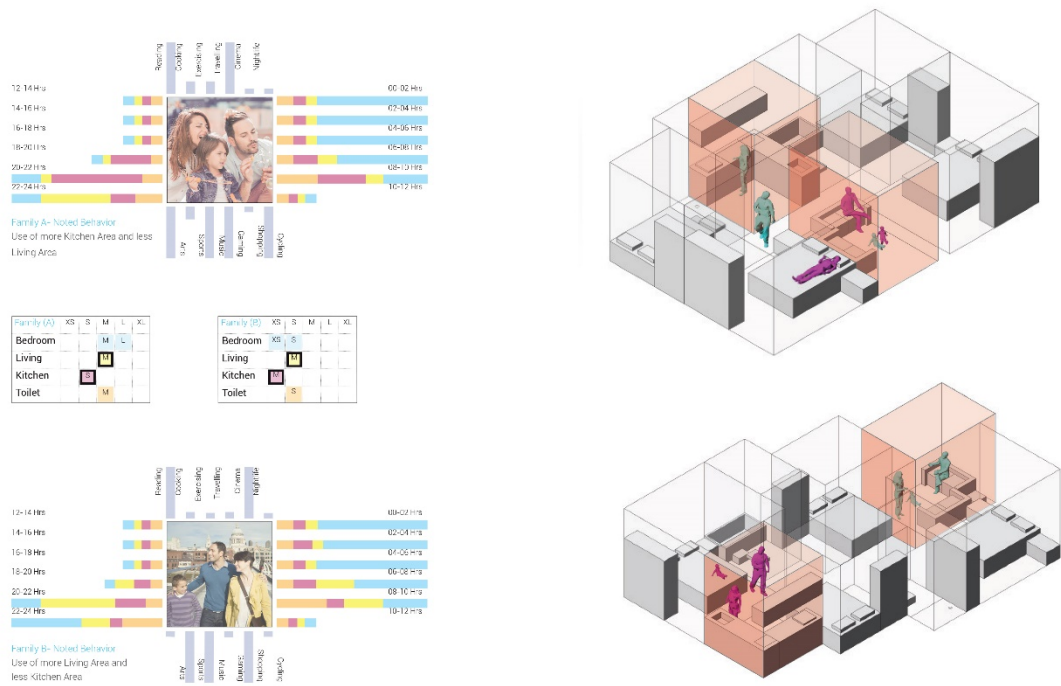 Reading
Cooking
Exercising
Travelling
Cinema
Nightlife
12-14 Hrs
14-16 Hrs
16-18 Hrs
18-20 Hrs
20-22 Hrs
22-24 Hrs
00-02 Hrs
02-04 Hrs
04-06 Hrs
06-08 Hrs
08-10 Hrs
10-12 Hrs
Family A- Noted Behavior
Use of more Kitchen Area and less
Living Area
Arts
Sports
Music
Gaming
Shopping
Cycling
Family (A) XS S M L XL
Bedroom M L
Living M
Kitchen S
Toilet M
Family (B) XS S M L XL
Bedroom XS S
Living M
Kitchen M
Toilet S
Reading
Cooking
Exercising
Travelling
Cinema
Nightlife
12-14 Hrs
14-16 Hrs
16-18 Hrs
18-20 Hrs
20-22 Hrs
22-24 Hrs
00-02 Hrs
02-04 Hrs
04-06 Hrs
06-08 Hrs
08-10 Hrs
10-12 Hrs
Family B- Noted Behavior
Use of more Living Area and
less Kitchen Area
Arts
Sports
Music
Gaming
Shopping
Cycling